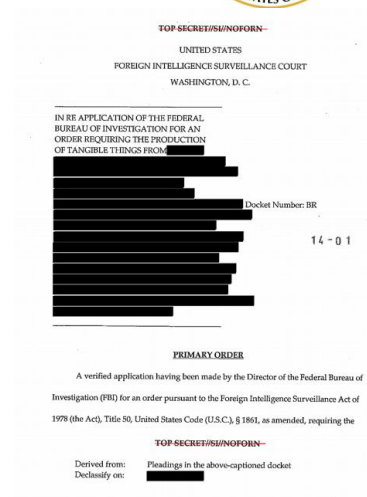 TOP SECRET//SI//NOFORN
UNITED STATES
FOREIGN INTELLIGENCE SURVEILLANCE COURT
WASHINGTON, D. C.
IN RE APPLICATION OF THE FEDERAL
BUREAU OF INVESTIGATION FOR AN
ORDER REQUIRING THE PRODUCTION
OF TANGIBLE THINGS FROM
Docket Number: BR
14-01
PRIMARY ORDER
A verified application having been made by the Director of the Federal Bureau of
Investigation (FBI) for an order pursuant to the Foreign Intelligence Surveillance Act of
1978 (the Act), Title 50, United States Code (U.S.C.), § 1861, as amended, requiring the
TOP SECRET//SI//NOFORN
Derived from: Pleadings in the above-captioned docket
Declassify on: